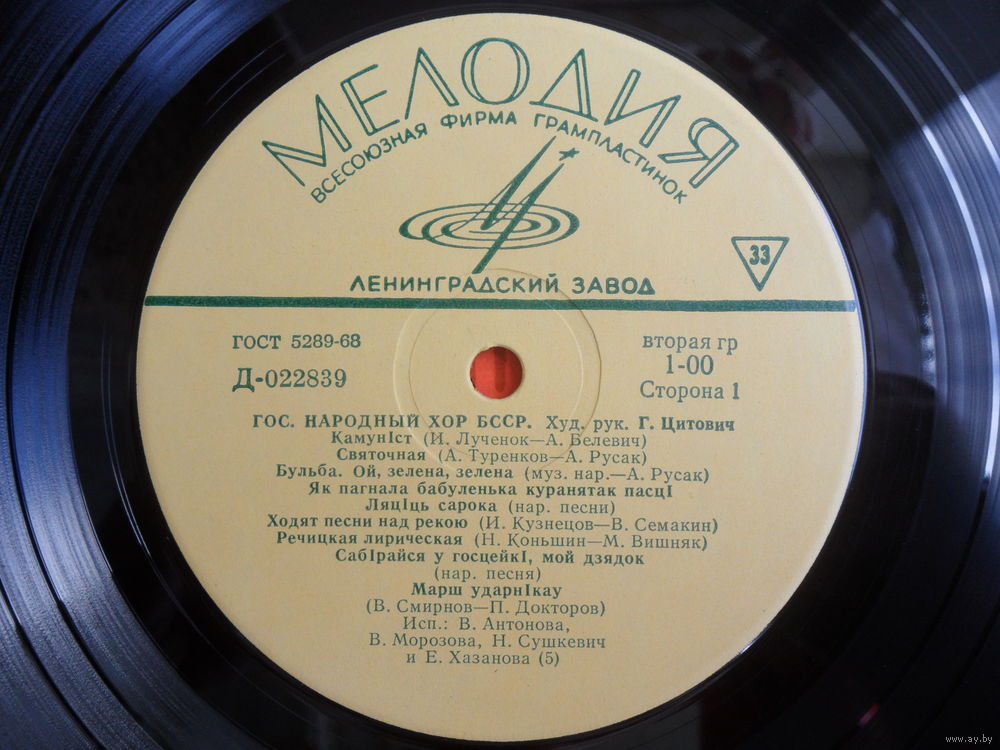 МЕЛОДИЯ
ВСЕСОЮЗНАЯ ФИРМА ГРАМПЛАСТИНОК
33
ЛЕНИНГРАДСКИЙ ЗАВОД
ГОСТ 5289-68
Д-022839
вторая гр
1-00
Сторона 1
ГОС. НАРОДНЫЙ ХОР БССР. Худ. рук. Г. Цитович
КамунIст (И. Лученок—А. Белевич)
Святочная (А. Туренков—А. Русак)
Бульба. Ой, зелена, зелена (муз. нар.—А. Русак)
Як пагнала бабуленька куранятак пасцI
ЛяцIць сарока (нар. песни)
Ходят песни над рекою (И. Кузнецов—В. Семакин)
Речицкая лирическая (Н. Коньшин—М. Вишняк)
СабIрайся у госцейкI, мой дзядок
(нар. песня)
Марш ударнIкау
(В. Смирнов—П. Докторов)
Исп.: В. Антонова,
В. Морозова, Н. Сушкевич
и Е. Хазанова (5)
www.ay.by